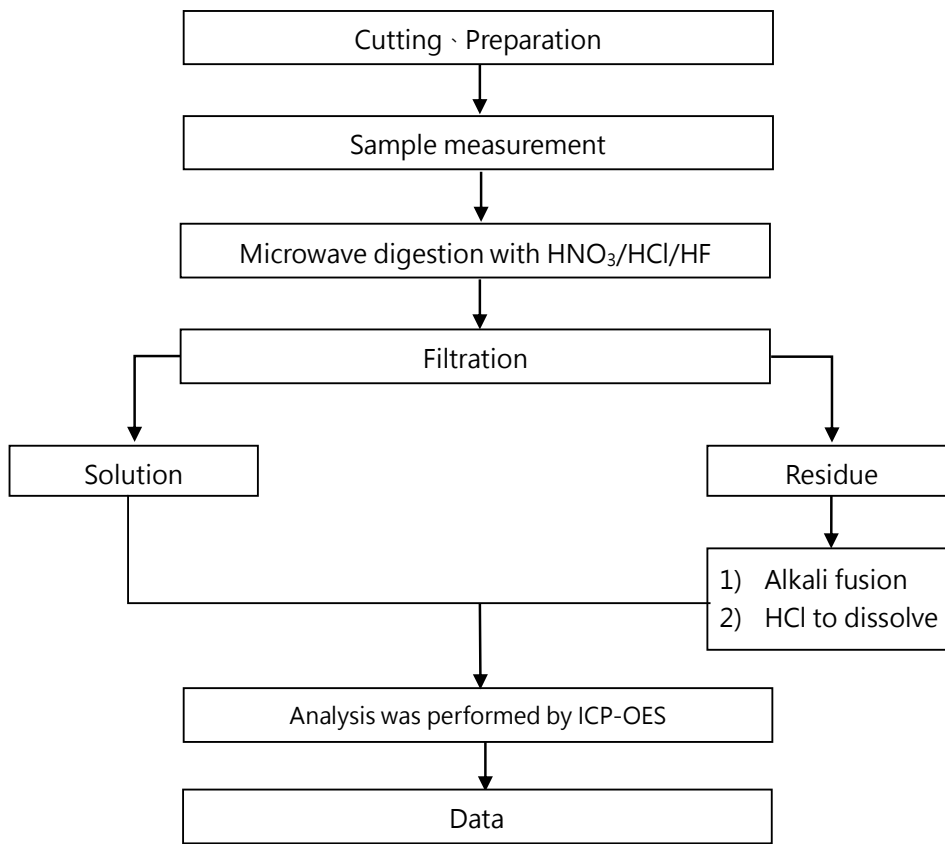 Cutting、Preparation
Sample measurement
Microwave digestion with HNO₃/HCl/HF
Filtration
Solution
Residue
1) Alkali fusion
2) HCl to dissolve
Analysis was performed by ICP-OES
Data